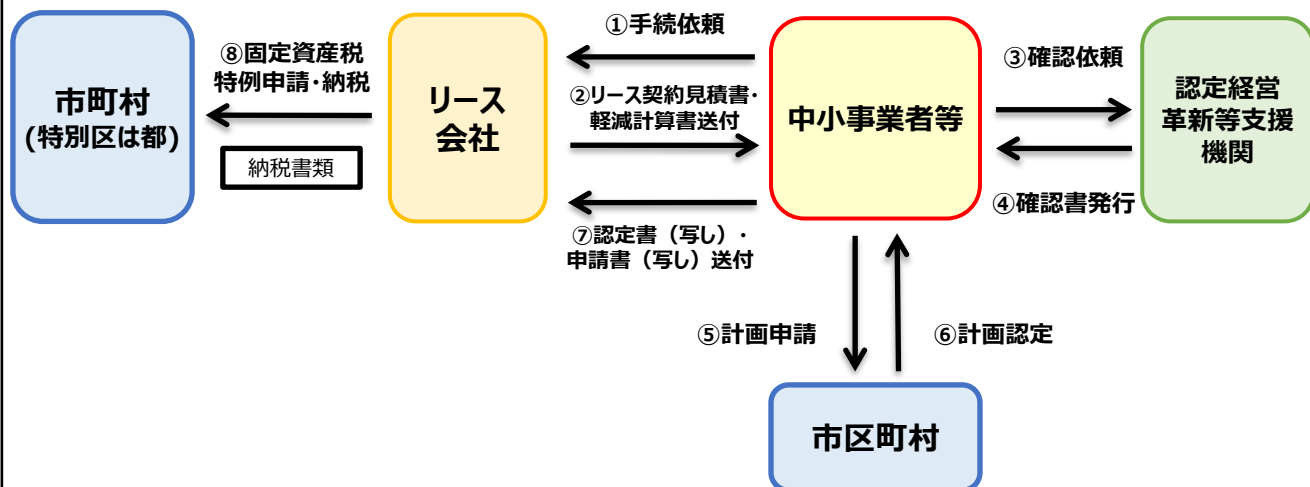 ①手続依頼
⑧固定資産税
特例申請・納税
③確認依頼
市町村
(特別区は都)
リース
会社
②リース契約見積書・
軽減計算書送付
中小事業者等
認定経営
革新等支援
機関
納税書類
④確認書発行
⑦認定書（写し）・
申請書（写し）送付
⑤計画申請
⑥計画認定
市区町村